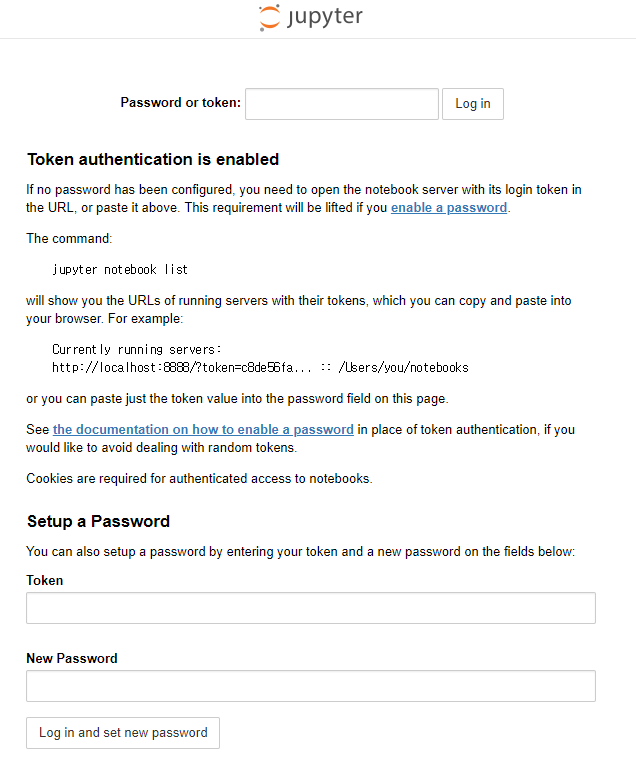 jupyter
Password or token: Log in
Token authentication is enabled
If no password has been configured, you need to open the notebook server with its login token in
the URL, or paste it above. This requirement will be lifted if you enable a password.
The command:
jupyter notebook list
will show you the URLs of running servers with their tokens, which you can copy and paste into
your browser. For example:
Currently running servers:
http://localhost:8888/?token=c8de56fa... :: /Users/you/notebooks
or you can paste just the token value into the password field on this page.
See the documentation on how to enable a password in place of token authentication, if you
would like to avoid dealing with random tokens.
Cookies are required for authenticated access to notebooks.
Setup a Password
You can also setup a password by entering your token and a new password on the fields below:
Token
New Password
Log in and set new password